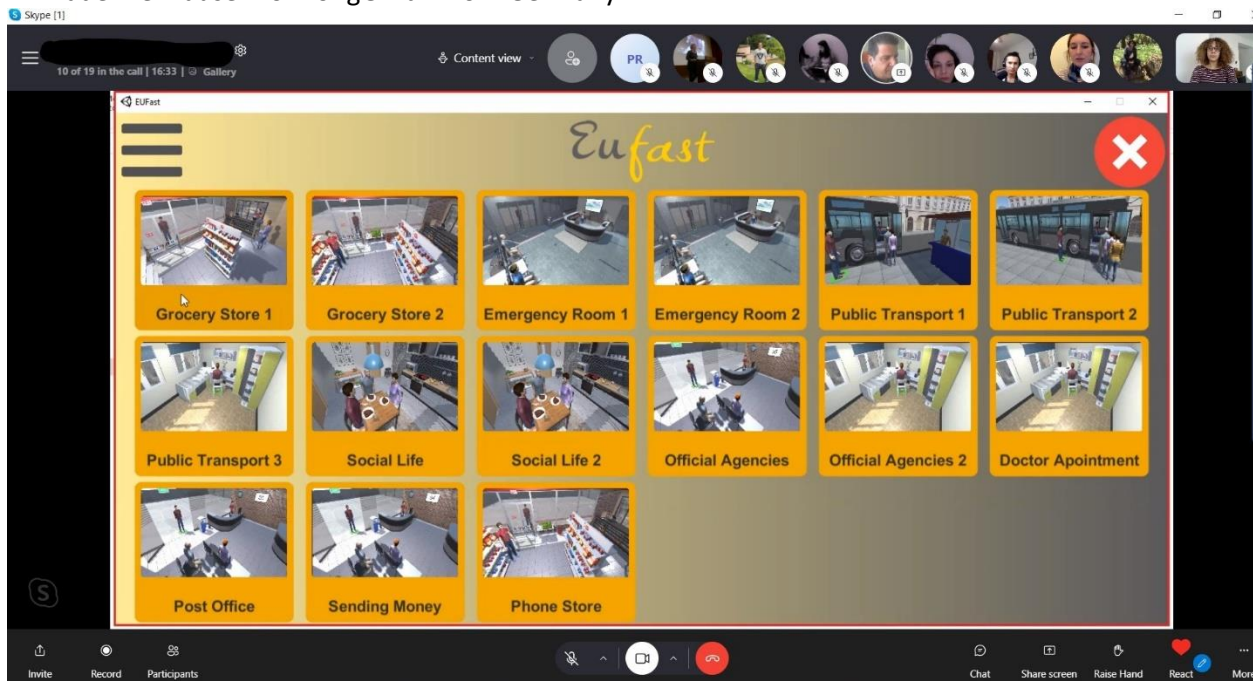 Skype [1]
10 of 19 in the call | 16:33 | Gallery
Content view
PR
EUFast
Eufast
Grocery Store 1
Grocery Store 2
Emergency Room 1
Emergency Room 2
Public Transport 1
Public Transport 2
Public Transport 3
Social Life
Social Life 2
Official Agencies
Official Agencies 2
Doctor Apointment
Post Office
Sending Money
Phone Store
S
Invite
Record
Participants
Chat
Share screen
Raise Hand
React
More